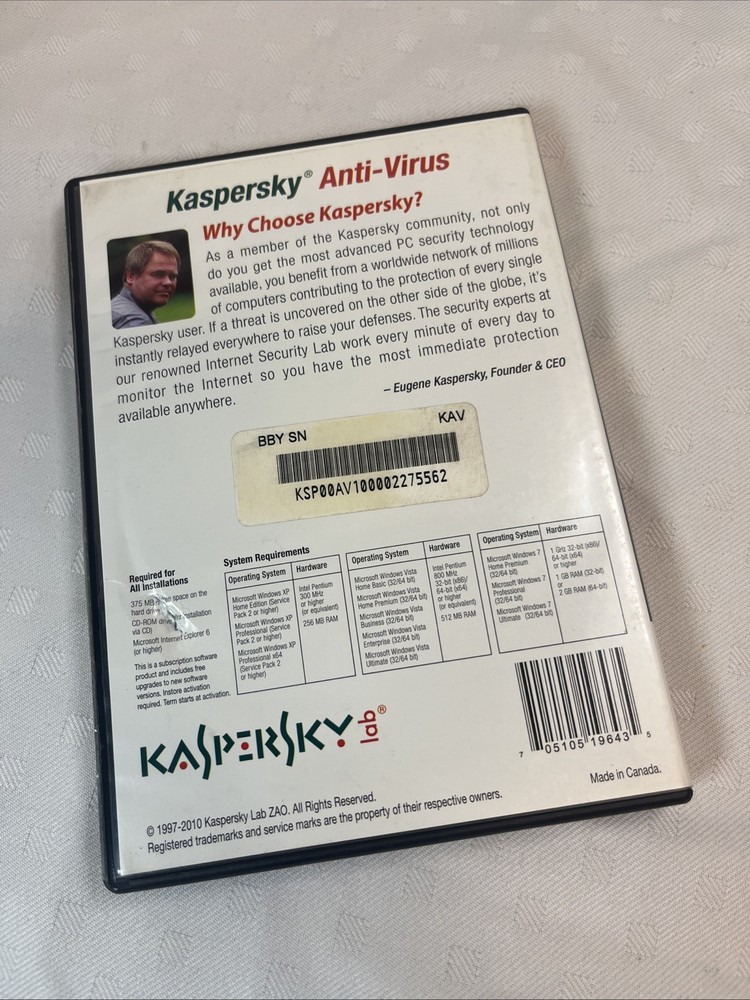 Kaspersky® Anti-Virus
Why Choose Kaspersky?
As a member of the Kaspersky community, not only
do you get the most advanced PC security technology
available, you benefit from a worldwide network of millions
of computers contributing to the protection of every single
Kaspersky user. If a threat is uncovered on the other side of the globe, it's
instantly relayed everywhere to raise your defenses. The security experts at
our renowned Internet Security Lab work every minute of every day to
monitor the Internet so you have the most immediate protection
available anywhere.
– Eugene Kaspersky, Founder & CEO
BBY SN KAV
KSP00AV100002275562
Required for
All Installations
375 MB space on the
hard
CD-ROM installation
via CD)
Microsoft Internet Explorer 6
(or higher)
This is a subscription software
product and includes free
upgrades to new software
versions. Instore activation
required. Term starts at activation.
System Requirements
Operating System
Hardware
Microsoft Windows XP
Home Edition (Service
Pack 2 or higher)
Microsoft Windows XP
Professional (Service
Pack 2 or higher)
Microsoft Windows XP
Professional x64
(Service Pack 2
or higher)
Intel Pentium
300 MHz
or higher
(or equivalent)
256 MB RAM
Operating System
Hardware
Microsoft Windows Vista
Home Basic (32/64 bit)
Microsoft Windows Vista
Home Premium (32/64 bit)
Microsoft Windows Vista
Business (32/64 bit)
Microsoft Windows Vista
Enterprise (32/64 bit)
Microsoft Windows Vista
Ultimate (32/64 bit)
Intel Pentium
800 MHz
32-bit (x86)/
64-bit (x64)
or higher
(or equivalent)
512 MB RAM
Operating System
Hardware
Microsoft Windows 7
Home Premium
(32/64 bit)
Microsoft Windows 7
Professional
(32/64 bit)
Microsoft Windows 7
Ultimate (32/64 bit)
1 GHz 32-bit (x86)/
64-bit (x64)
or higher
1 GB RAM (32-bit)
or
2 GB RAM (64-bit)
KASPERSKY lab®
7 05105 19643 5
Made in Canada.
© 1997-2010 Kaspersky Lab ZAO. All Rights Reserved.
Registered trademarks and service marks are the property of their respective owners.